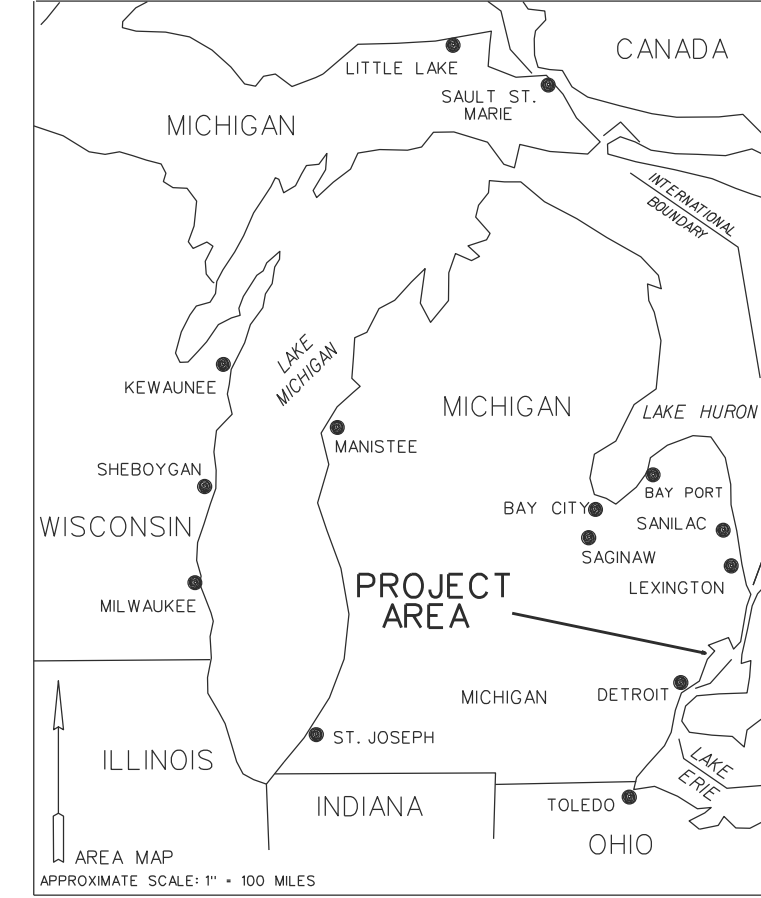 CANADA
LITTLE LAKE
SAULT ST.
MARIE
MICHIGAN
INTERNATIONAL
BOUNDARY
LAKE
MICHIGAN
KEWAUNEE
MICHIGAN
LAKE HURON
MANISTEE
SHEBOYGAN
BAY PORT
BAY CITY
SANILAC
WISCONSIN
SAGINAW
PROJECT
AREA
LEXINGTON
MILWAUKEE
MICHIGAN
DETROIT
ST. JOSEPH
ILLINOIS
LAKE
ERIE
INDIANA
TOLEDO
OHIO
AREA MAP
APPROXIMATE SCALE: 1" = 100 MILES